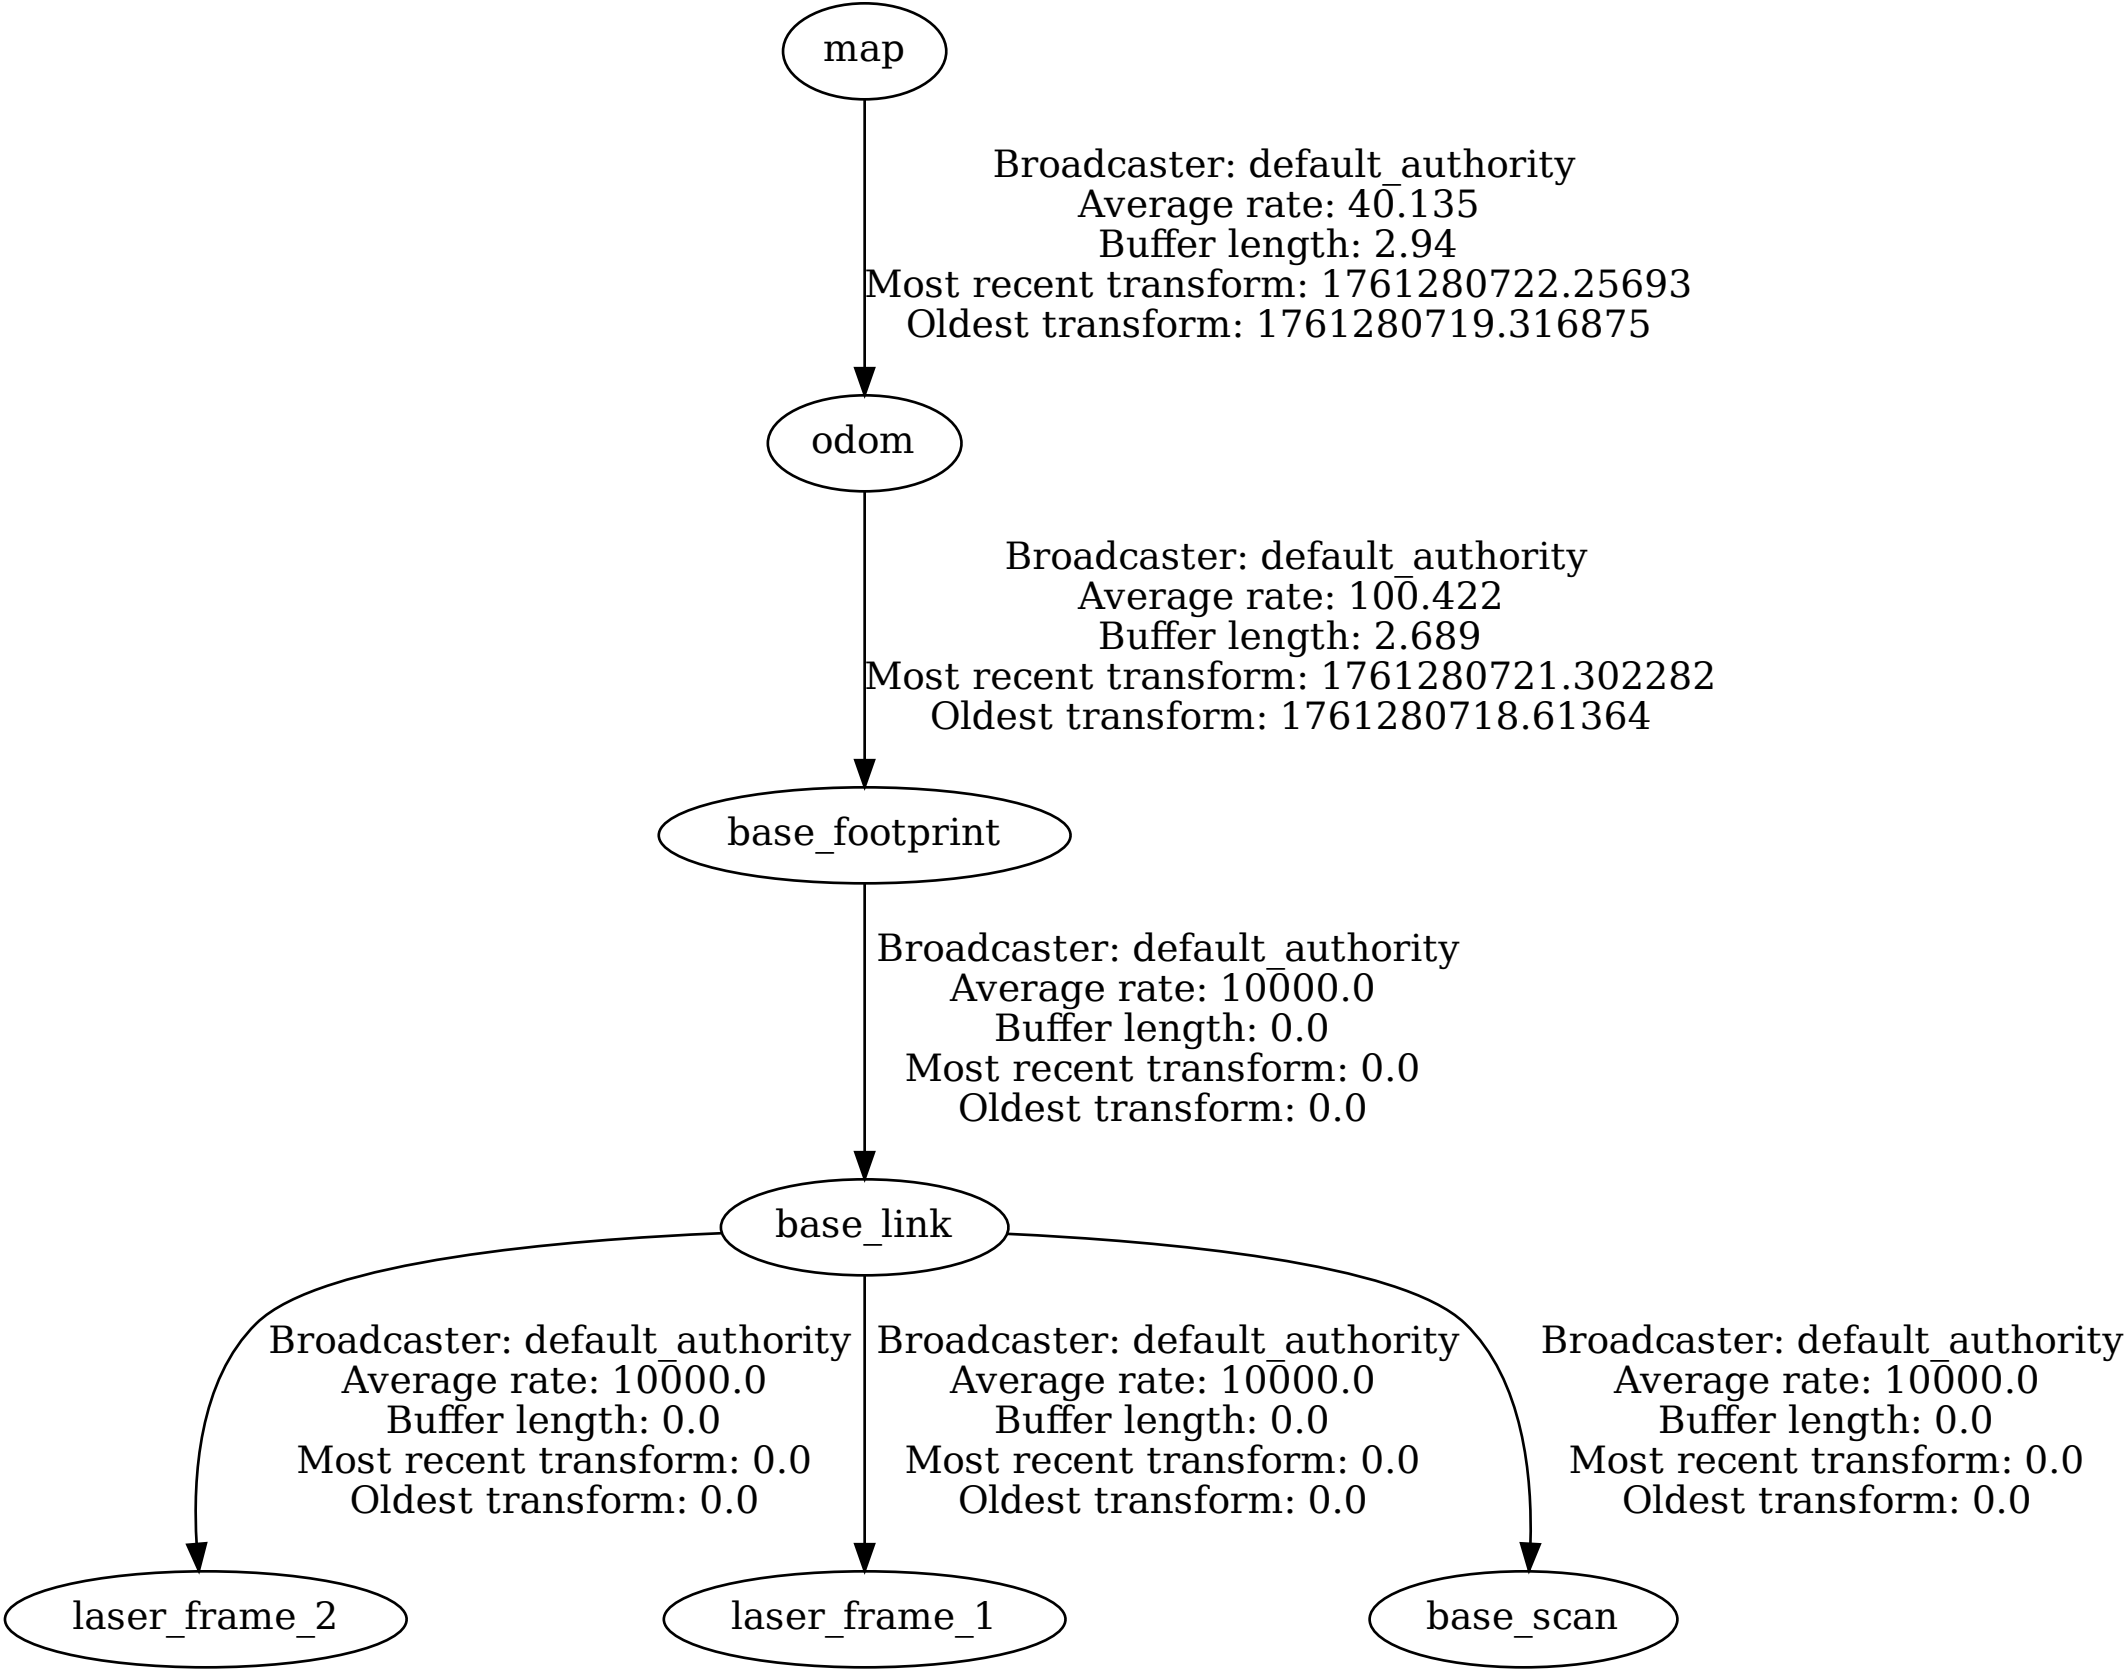 map
Broadcaster: default_authority
Average rate: 40.135
Buffer length: 2.94
Most recent transform: 1761280722.25693
Oldest transform: 1761280719.316875
odom
Broadcaster: default_authority
Average rate: 100.422
Buffer length: 2.689
Most recent transform: 1761280721.302282
Oldest transform: 1761280718.61364
base_footprint
Broadcaster: default_authority
Average rate: 10000.0
Buffer length: 0.0
Most recent transform: 0.0
Oldest transform: 0.0
base_link
Broadcaster: default_authority
Average rate: 10000.0
Buffer length: 0.0
Most recent transform: 0.0
Oldest transform: 0.0
Broadcaster: default_authority
Average rate: 10000.0
Buffer length: 0.0
Most recent transform: 0.0
Oldest transform: 0.0
Broadcaster: default_authority
Average rate: 10000.0
Buffer length: 0.0
Most recent transform: 0.0
Oldest transform: 0.0
laser_frame_2
laser_frame_1
base_scan